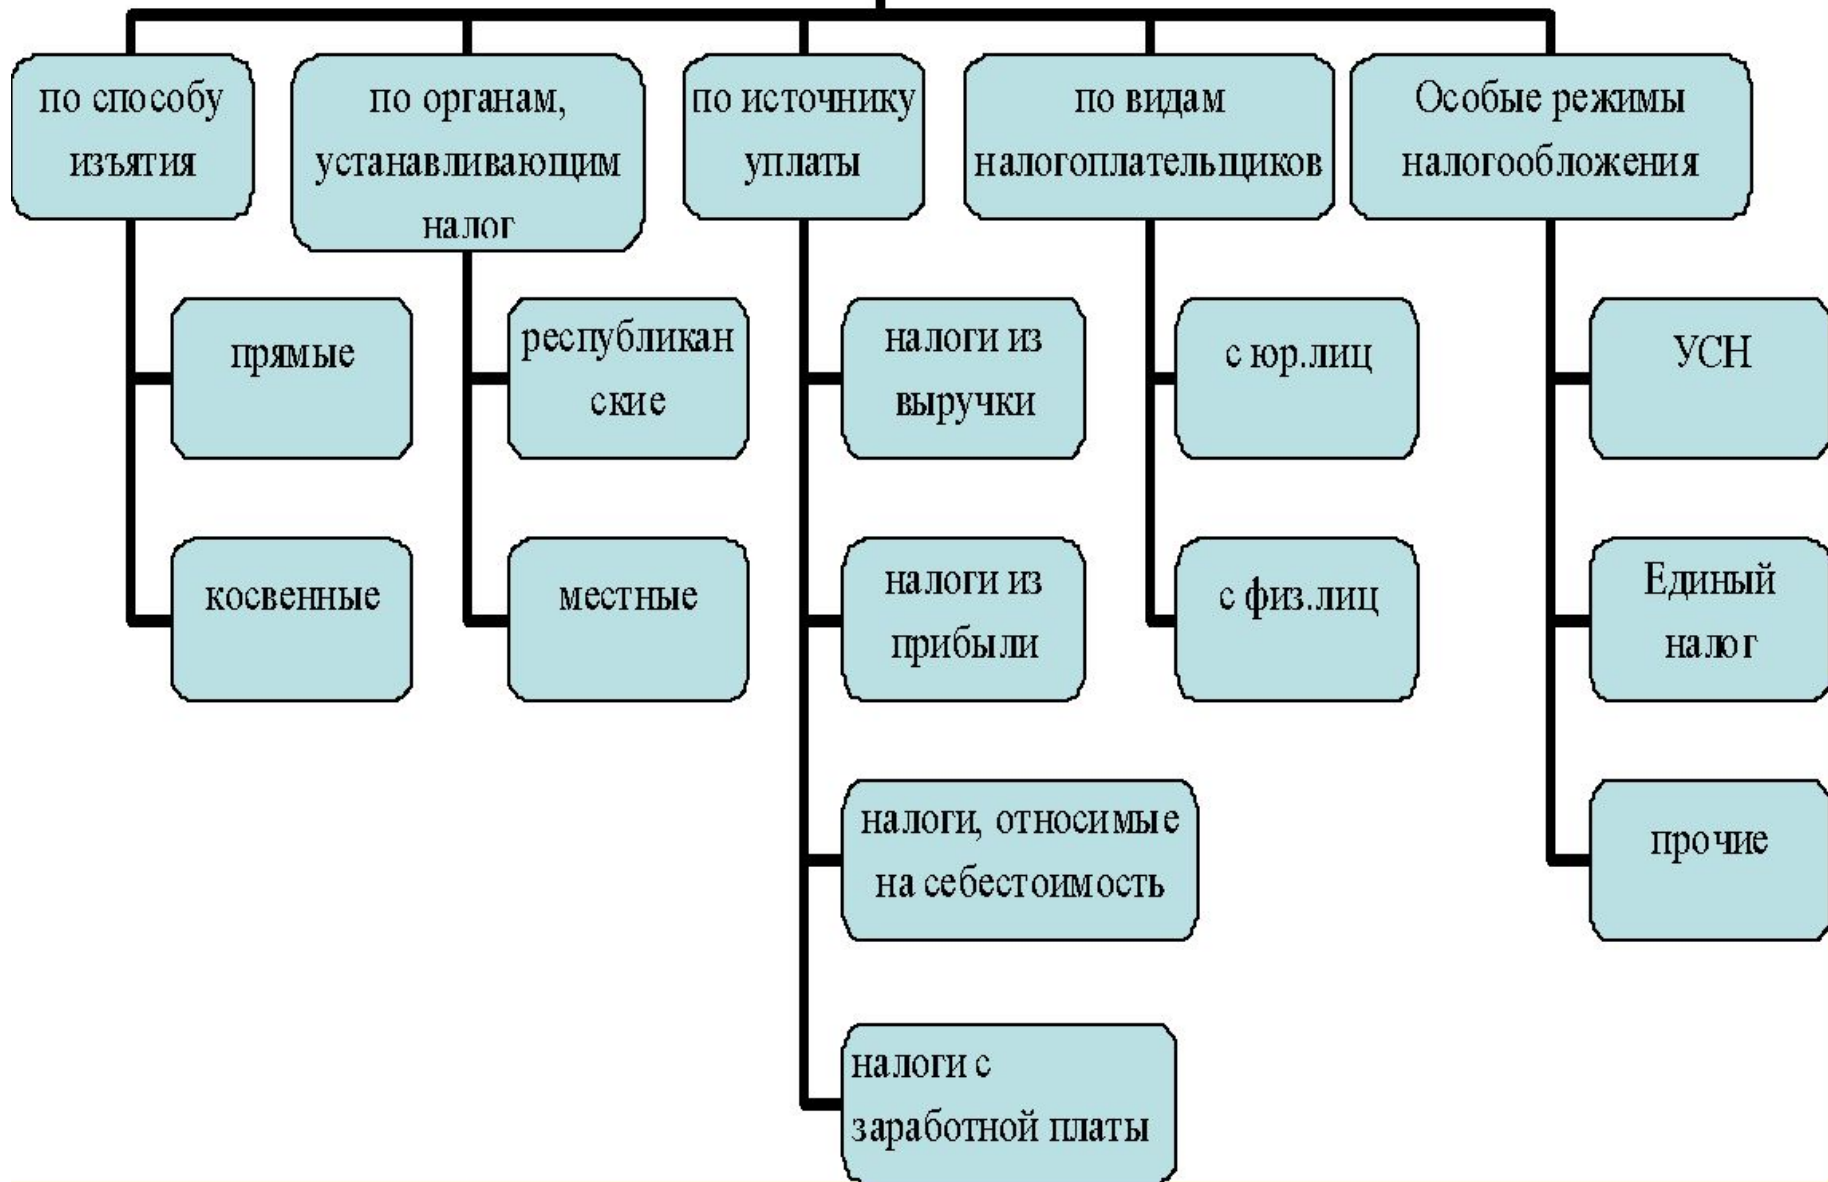 по способу
изъятия
по органам,
устанавливающим
налог
по источнику
уплаты
по видам
налогоплательщиков
Особые режимы
налогообложения
прямые
республикан
ские
налоги из
выручки
с юр.лиц
УСН
косвенные
местные
налоги из
прибыли
с физ.лиц
Единый
налог
налоги, относимые
на себестоимость
прочие
налоги с
заработной платы